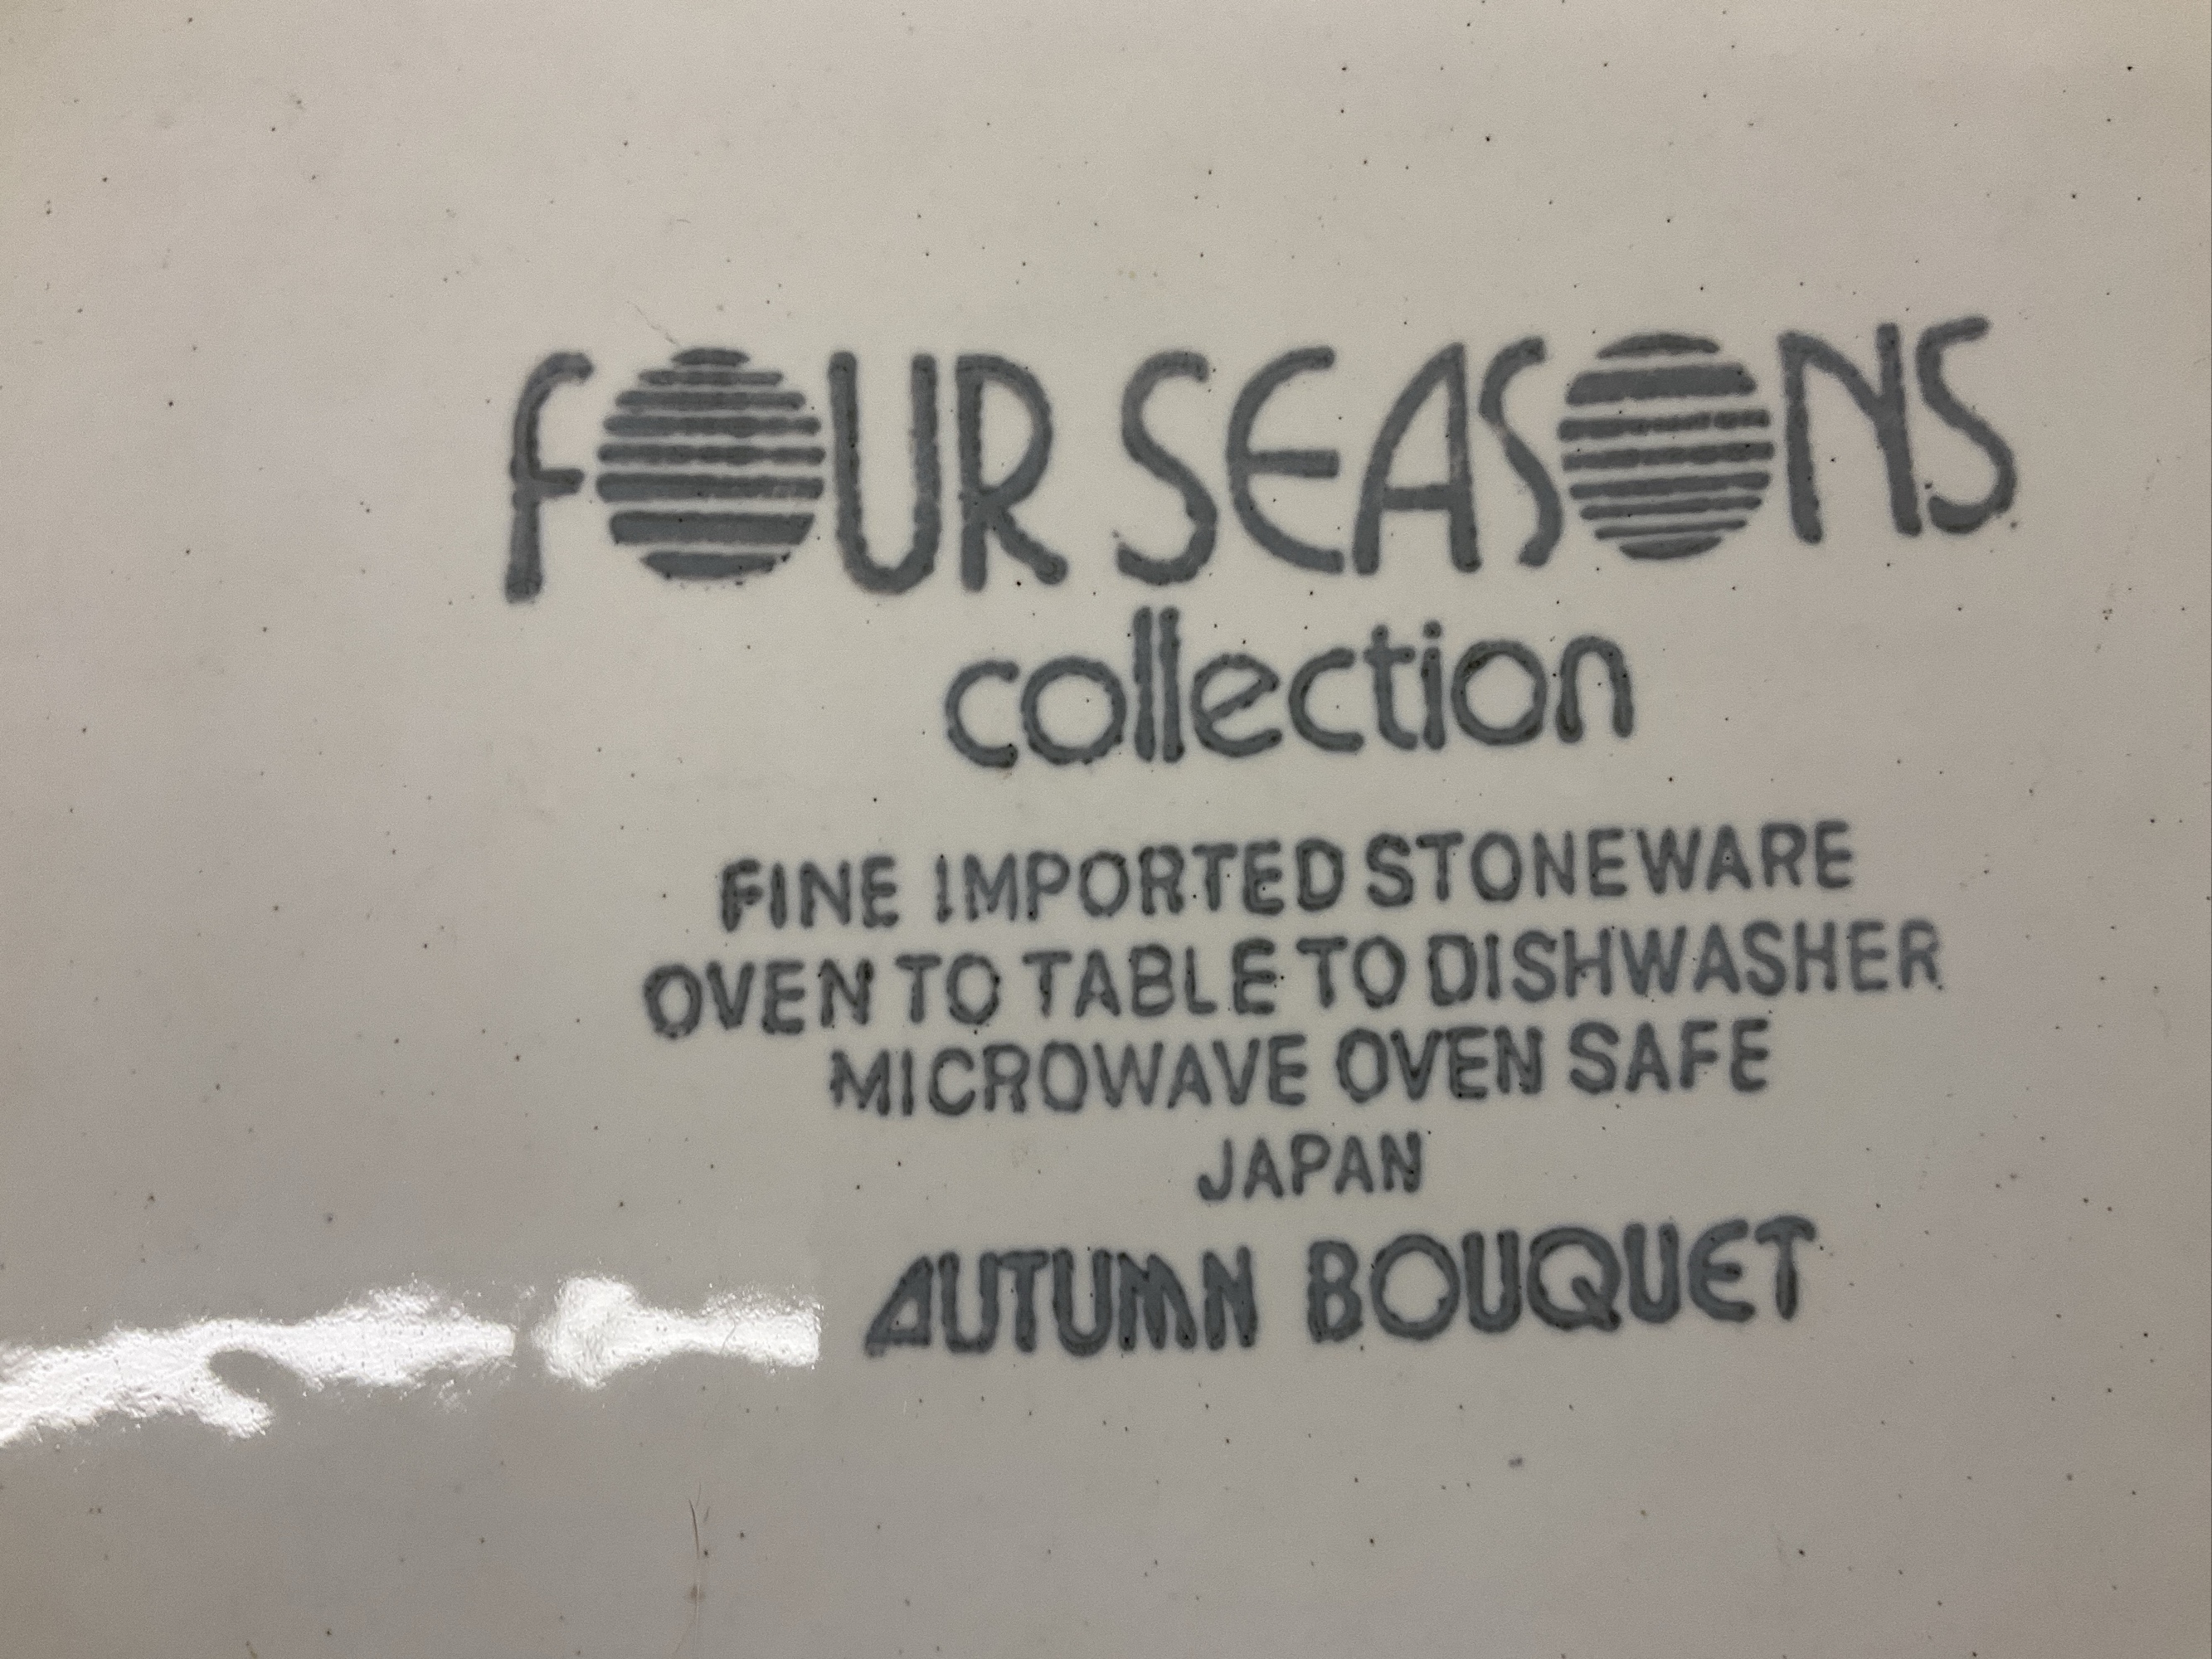 FOUR SEASONS
collection
FINE IMPORTED STONEWARE
OVEN TO TABLE TO DISHWASHER
MICROWAVE OVEN SAFE
JAPAN
AUTUMN BOUQUET